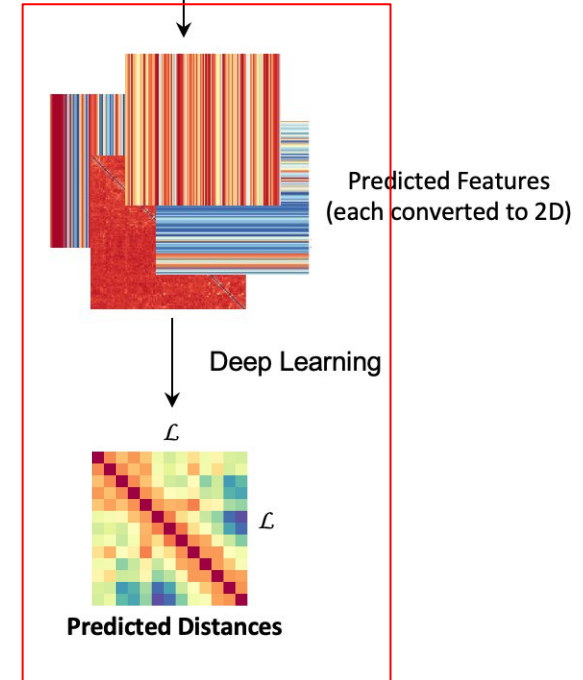 Predicted Features
(each converted to 2D)
Deep Learning
ℒ
ℒ
Predicted Distances